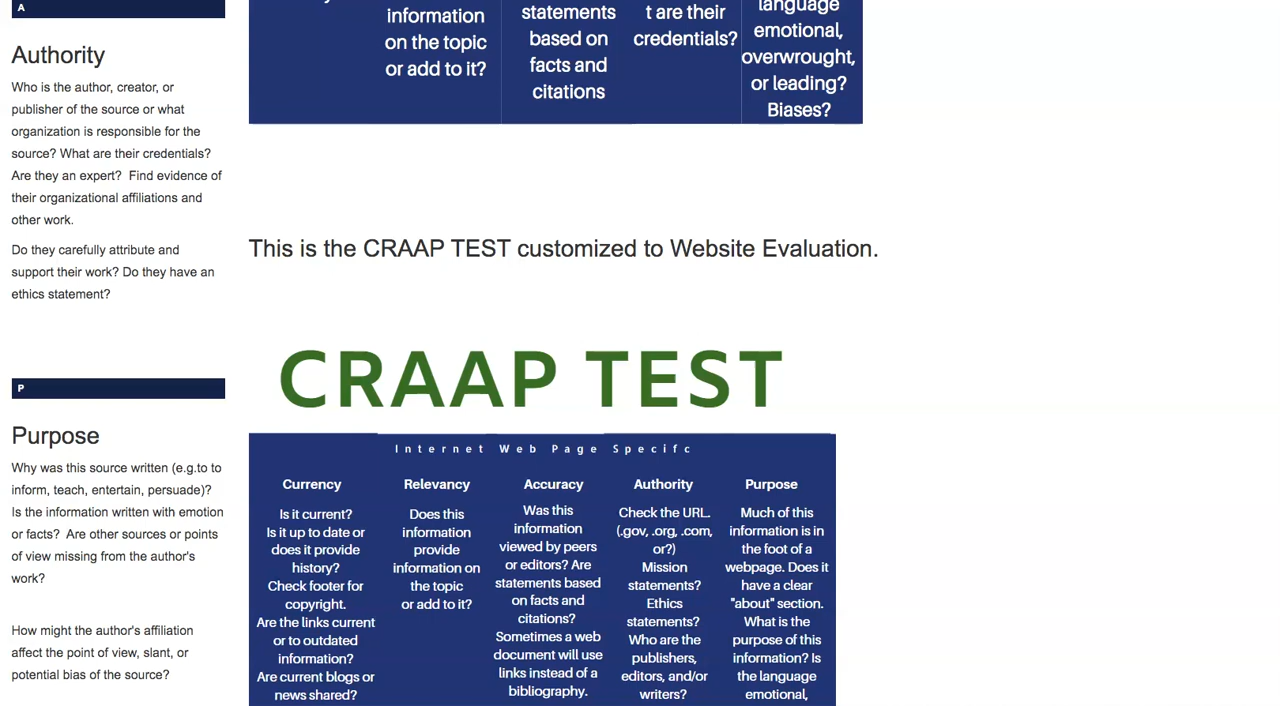 A
Authority
Who is the author, creator, or
publisher of the source or what
organization is responsible for the
source? What are their credentials?
Are they an expert?  Find evidence of
their organizational affiliations and
other work.
Do they carefully attribute and
support their work? Do they have an
ethics statement?
P
Purpose
Why was this source written (e.g.to to
inform, teach, entertain, persuade)?
Is the information written with emotion
or facts?  Are other sources or points
of view missing from the author's
work?
How might the author's affiliation
affect the point of view, slant, or
potential bias of the source?
information
on the topic
or add to it?
statements
based on
facts and
citations
t are their
credentials?
language
emotional,
overwrought,
or leading?
Biases?
This is the CRAAP TEST customized to Website Evaluation.
CRAAP TEST
Internet Web Page Specifc
Currency
Is it current?
Is it up to date or
does it provide
history?
Check footer for
copyright.
Are the links current
or to outdated
information?
Are current blogs or
news shared?
Relevancy
Does this
information
provide
information on
the topic
or add to it?
Accuracy
Was this
information
viewed by peers
or editors? Are
statements based
on facts and
citations?
Sometimes a web
document will use
links instead of a
bibliography.
Authority
Check the URL.
(.gov, .org, .com,
or?)
Mission
statements?
Ethics
statements?
Who are the
publishers,
editors, and/or
writers?
Purpose
Much of this
information is in
the foot of a
webpage. Does it
have a clear
"about" section.
What is the
purpose of this
information? Is
the language
emotional,